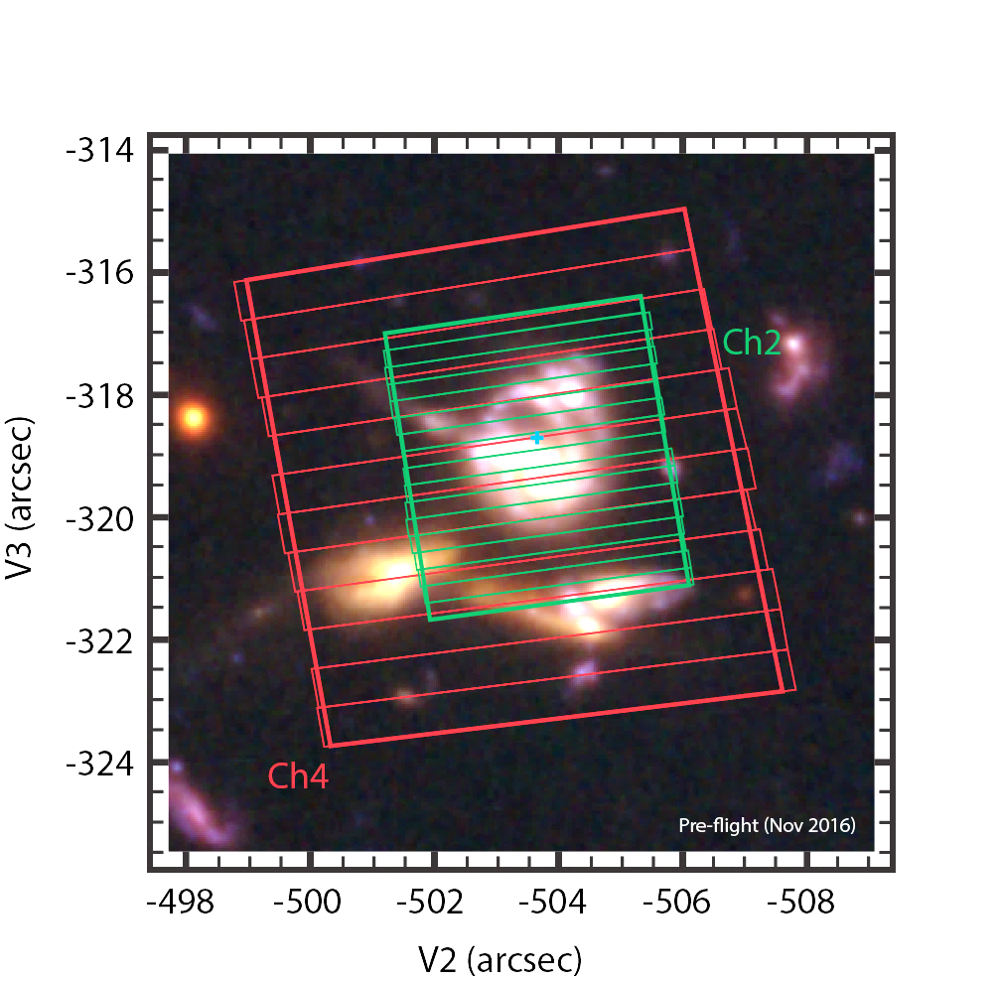 -314
-316
-318
-320
-322
-324
V3 (arcsec)
Ch2
Ch4
Pre-flight (Nov 2016)
-498 -500 -502 -504 -506 -508
V2 (arcsec)